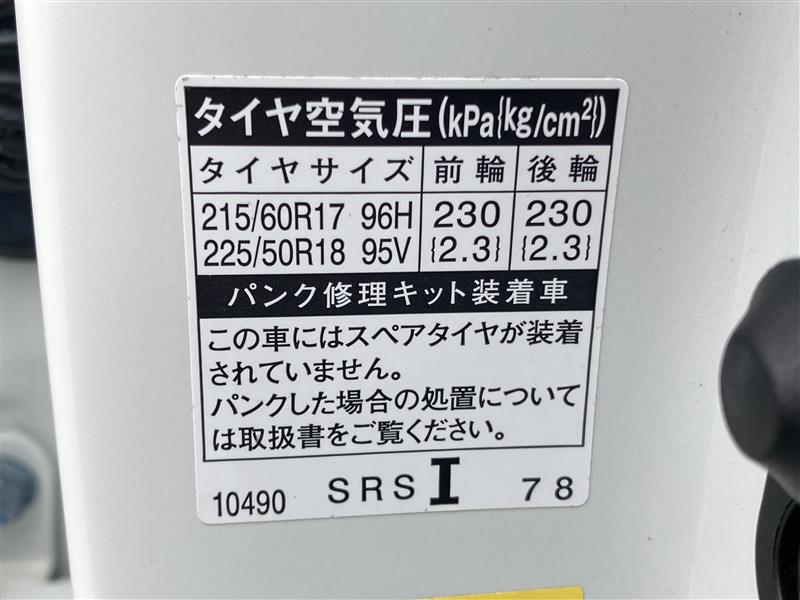 タイヤ空気圧(kPa{kg/cm²})
タイヤサイズ 前輪 後輪
215/60R17 96H 230 230
225/50R18 95V {2.3} {2.3}
パンク修理キット装着車
この車にはスペアタイヤが装着
されていません。
パンクした場合の処置について
は取扱書をご覧ください。
10490 SRS I 78